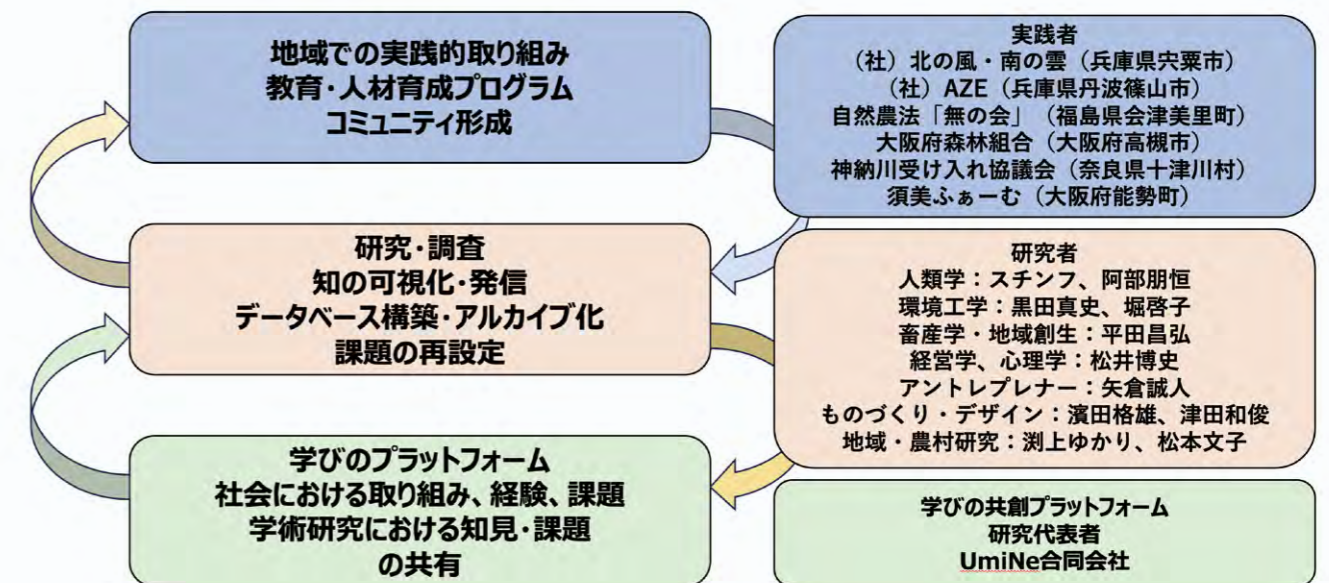 地域での実践的取り組み
教育・人材育成プログラム
コミュニティ形成
実践者
（社）北の風・南の雲（兵庫県宍粟市）
（社）AZE（兵庫県丹波篠山市）
自然農法「無の会」（福島県会津美里町）
大阪府森林組合（大阪府高槻市）
神納川受け入れ協議会（奈良県十津川村）
須美ふぁーむ（大阪府能勢町）
研究・調査
知の可視化・発信
データベース構築・アルカイブ化
課題の再設定
研究者
人類学：スチンフ、阿部朋恒
環境工学：黒田真史、堀啓子
畜産学・地域創生：平田昌弘
経営学、心理学：松井博史
アントレプレナー：矢倉誠人
ものづくり・デザイン：濱田格雄、津田和俊
地域・農村研究：渕上ゆかり、松本文子
学びのプラットフォーム
社会における取り組み、経験、課題
学術研究における知見・課題
の共有
学びの共創プラットフォーム
研究代表者
UmiNe合同会社